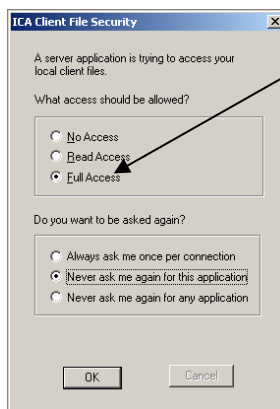 ICA Client File Security
A server application is trying to access your
local client files.
What access should be allowed?
No Access
Read Access
Full Access
Do you want to be asked again?
Always ask me once per connection
Never ask me again for this application
Never ask me again for any application
OK
Cancel